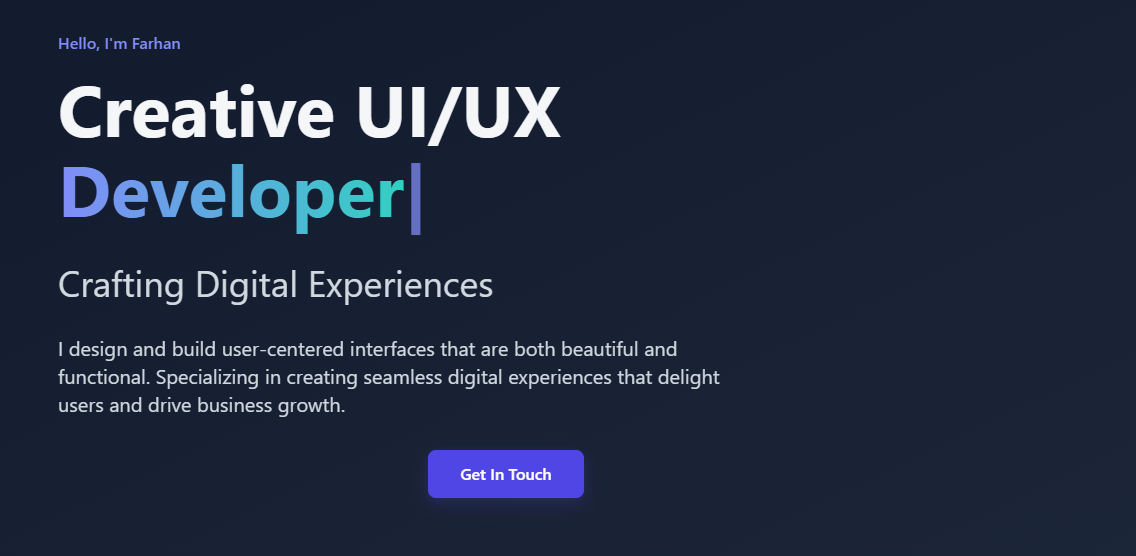 Hello, I'm Farhan
Creative UI/UX
Developer|
Crafting Digital Experiences
I design and build user-centered interfaces that are both beautiful and
functional. Specializing in creating seamless digital experiences that delight
users and drive business growth.
Get In Touch